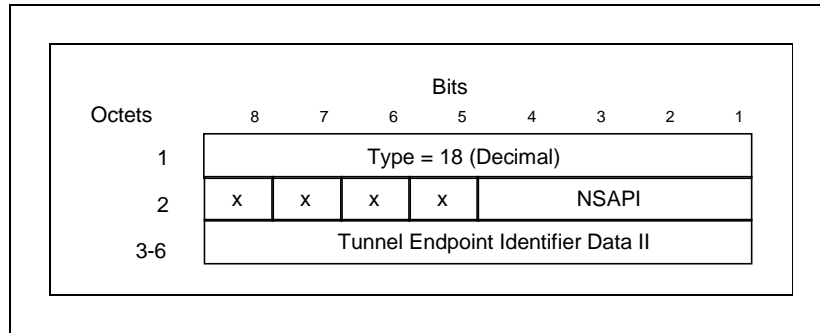 Bits
Octets 8 7 6 5 4 3 2 1
1 Type = 18 (Decimal)
2 x x x x NSAPI
3-6 Tunnel Endpoint Identifier Data II